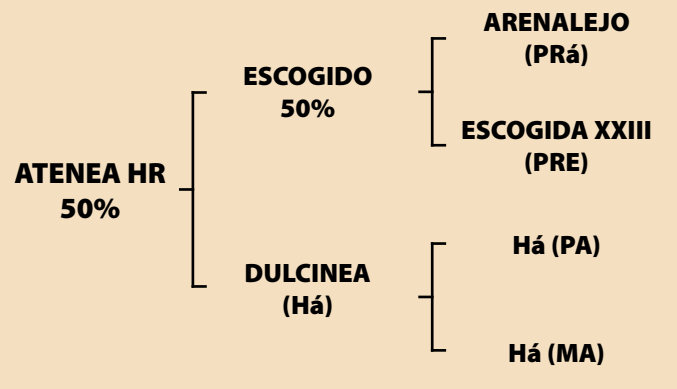 ARENALEJO
(PRá)
ESCOGIDO
50%
ESCOGIDA XXIII
(PRE)
ATENEA HR
50%
Há (PA)
DULCINEA
(Há)
Há (MA)